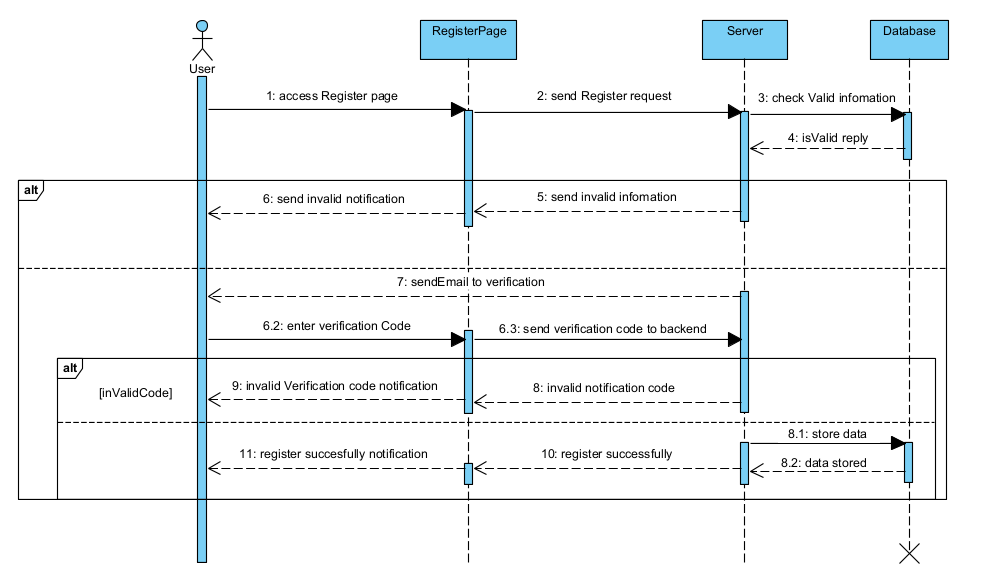 RegisterPage
Server
Database
User
1: access Register page
2: send Register request
3: check Valid infomation
4: isValid reply
alt
6: send invalid notification
5: send invalid infomation
7: sendEmail to verification
6.2: enter verification Code
6.3: send verification code to backend
alt
[inValidCode]
9: invalid Verification code notification
8: invalid notification code
8.1: store data
11: register succesfully notification
10: register successfully
8.2: data stored